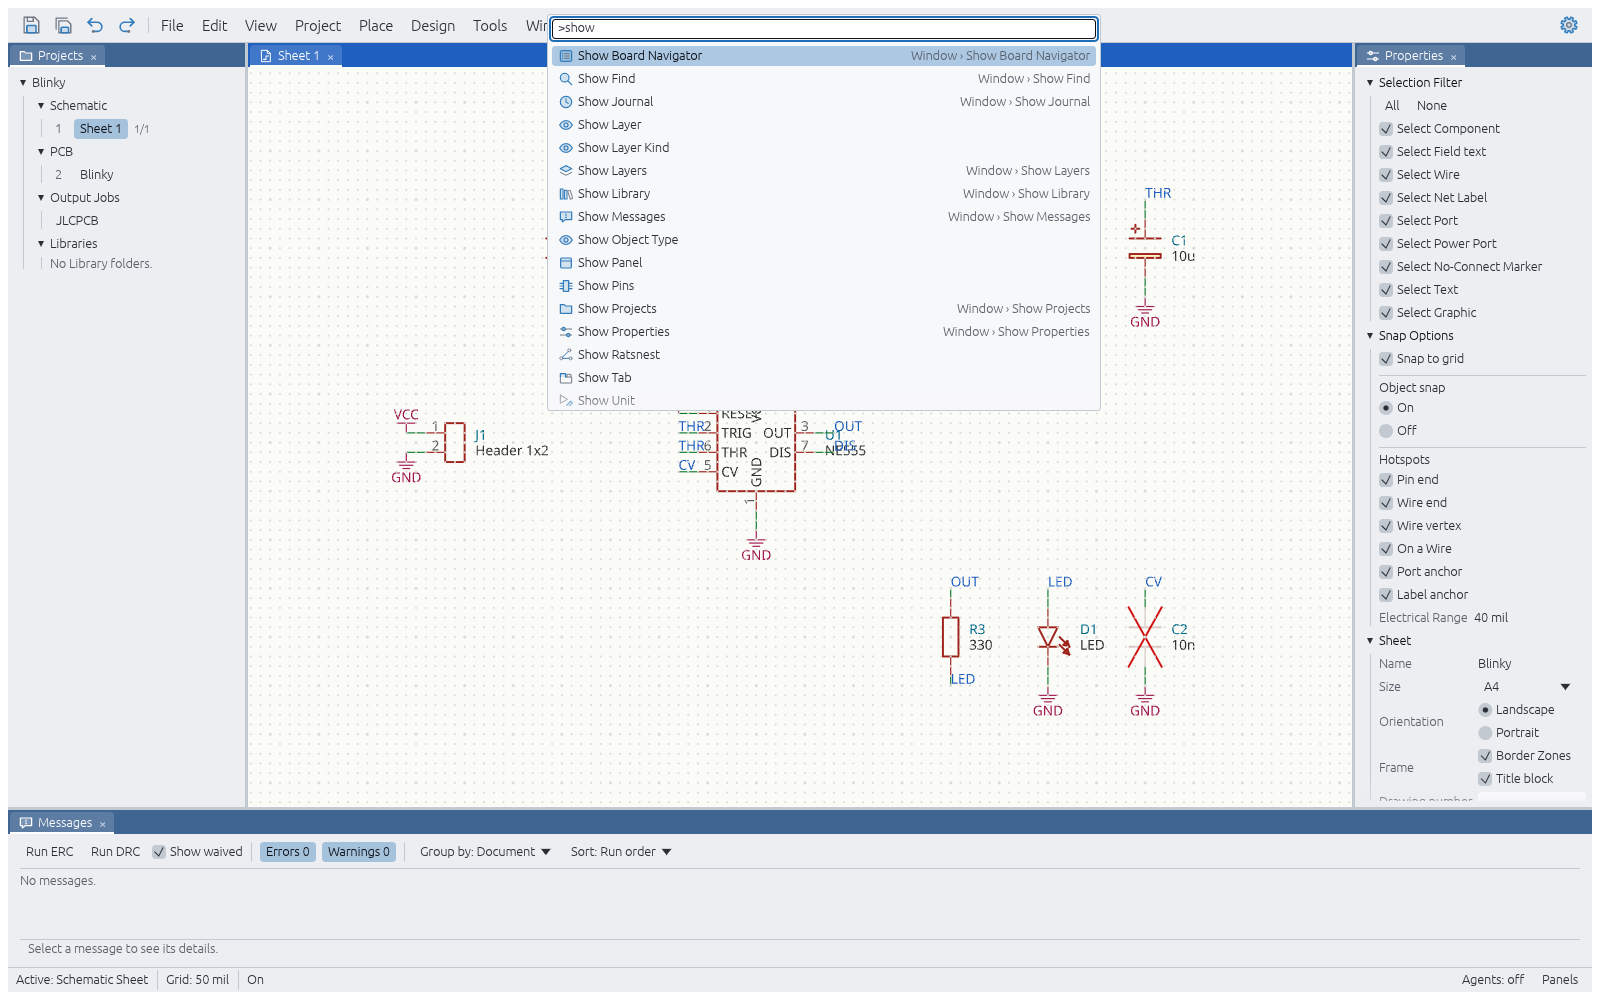 File Edit View Project Place Design Tools
>show
Projects
Blinky
Schematic
1 Sheet 1 1/1
PCB
2 Blinky
Output Jobs
JLCPCB
Libraries
No Library folders.
Sheet 1
Show Board Navigator Window › Show Board Navigator
Show Find Window › Show Find
Show Journal Window › Show Journal
Show Layer
Show Layer Kind
Show Layers Window › Show Layers
Show Library Window › Show Library
Show Messages Window › Show Messages
Show Object Type
Show Panel
Show Pins
Show Projects Window › Show Projects
Show Properties Window › Show Properties
Show Ratsnest
Show Tab
Show Unit
THR
C1
10u
GND
VCC
1
2
J1
Header 1x2
GND
THR 2 TRIG OUT 3 OUT
THR 6 THR DIS 7 DIS
CV 5 CV
U1
NE555
GND
1
GND
OUT
R3
330
LED
LED
D1
LED
GND
CV
C2
10n
GND
Properties
Selection Filter
All None
Select Component
Select Field text
Select Wire
Select Net Label
Select Port
Select Power Port
Select No-Connect Marker
Select Text
Select Graphic
Snap Options
Snap to grid
Object snap
On
Off
Hotspots
Pin end
Wire end
Wire vertex
On a Wire
Port anchor
Label anchor
Electrical Range 40 mil
Sheet
Name Blinky
Size A4
Orientation
Landscape
Portrait
Frame
Border Zones
Title block
Messages
Run ERC Run DRC Show waived Errors 0 Warnings 0 Group by: Document Sort: Run order
No messages.
Select a message to see its details.
Active: Schematic Sheet Grid: 50 mil On Agents: off Panels